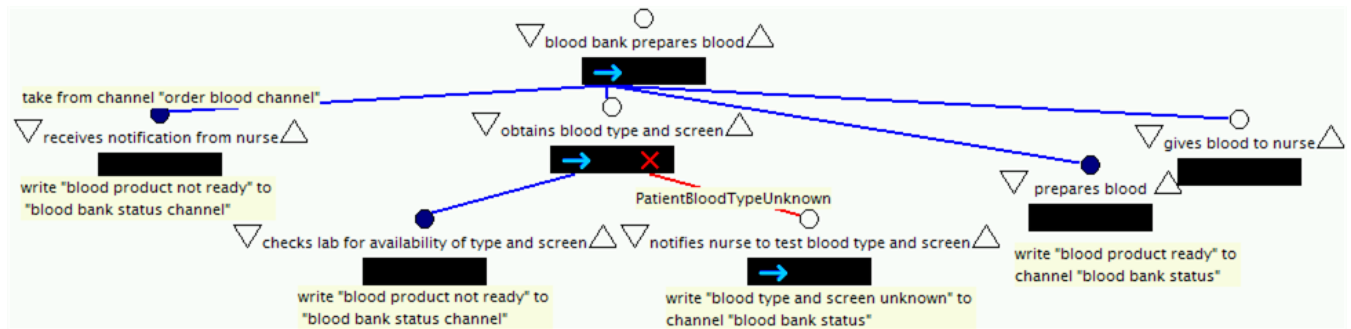 blood bank prepares blood
take from channel "order blood channel"
receives notification from nurse
write "blood product not ready" to
"blood bank status channel"
obtains blood type and screen
gives blood to nurse
prepares blood
write "blood product ready" to
channel "blood bank status"
PatientBloodTypeUnknown
checks lab for availability of type and screen
write "blood product not ready" to
"blood bank status channel"
notifies nurse to test blood type and screen
write "blood type and screen unknown" to
channel "blood bank status"